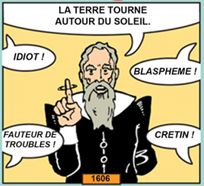 LA TERRE TOURNE
AUTOUR DU SOLEIL.
IDIOT !
BLASPHEME !
FAUTEUR DE
TROUBLES !
CRETIN !
1606